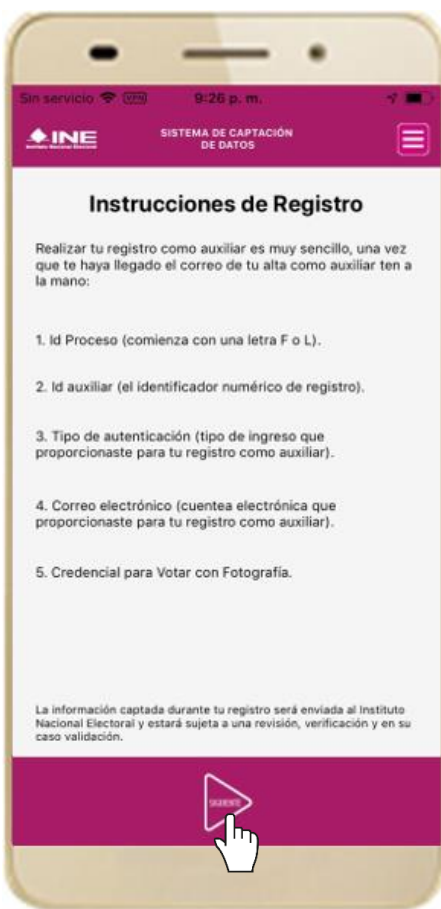 Sin servicio VPN 9:26 p. m.
INE
Instituto Nacional Electoral
SISTEMA DE CAPTACIÓN
DE DATOS
Instrucciones de Registro
Realizar tu registro como auxiliar es muy sencillo, una vez
que te haya llegado el correo de tu alta como auxiliar ten a
la mano:
1. Id Proceso (comienza con una letra F o L).
2. Id auxiliar (el identificador numérico de registro).
3. Tipo de autenticación (tipo de ingreso que
proporcionaste para tu registro como auxiliar).
4. Correo electrónico (cuentea electrónica que
proporcionaste para tu registro como auxiliar).
5. Credencial para Votar con Fotografía.
La información captada durante tu registro será enviada al Instituto
Nacional Electoral y estará sujeta a una revisión, verificación y en su
caso validación.
SIGUIENTE